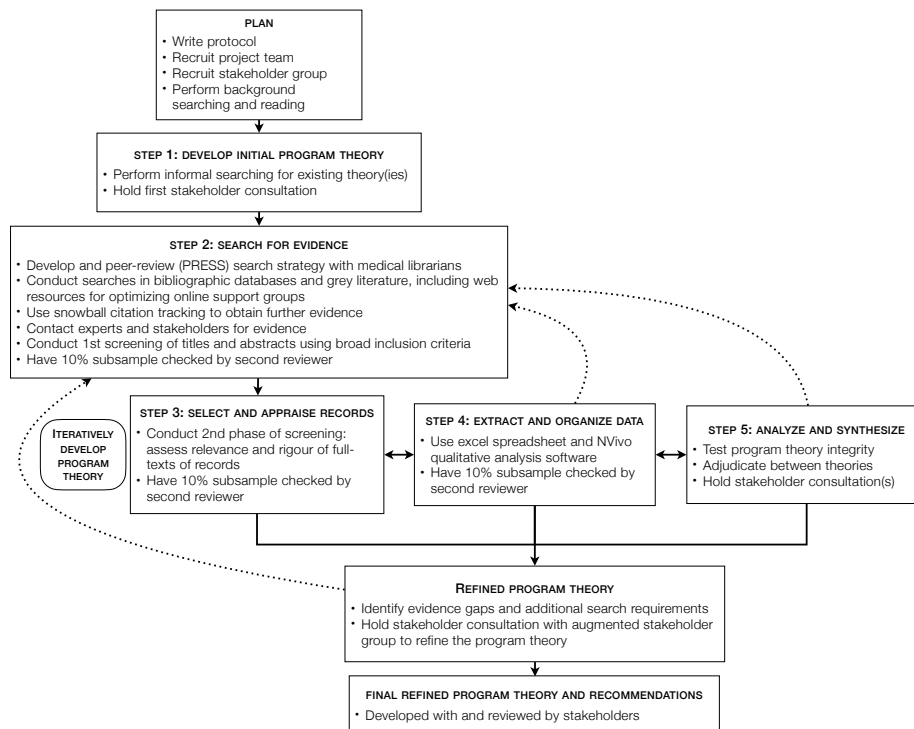 PLAN
• Write protocol
• Recruit project team
• Recruit stakeholder group
• Perform background
searching and reading
STEP 1: DEVELOP INITIAL PROGRAM THEORY
• Perform informal searching for existing theory(ies)
• Hold first stakeholder consultation
STEP 2: SEARCH FOR EVIDENCE
• Develop and peer-review (PRESS) search strategy with medical librarians
• Conduct searches in bibliographic databases and grey literature, including web
resources for optimizing online support groups
• Use snowball citation tracking to obtain further evidence
• Contact experts and stakeholders for evidence
• Conduct 1st screening of titles and abstracts using broad inclusion criteria
• Have 10% subsample checked by second reviewer
ITERATIVELY
DEVELOP
PROGRAM
THEORY
STEP 3: SELECT AND APPRAISE RECORDS
• Conduct 2nd phase of screening:
assess relevance and rigour of full-
texts of records
• Have 10% subsample checked by
second reviewer
STEP 4: EXTRACT AND ORGANIZE DATA
• Use excel spreadsheet and NVivo
qualitative analysis software
• Have 10% subsample checked by
second reviewer
STEP 5: ANALYZE AND SYNTHESIZE
• Test program theory integrity
• Adjudicate between theories
• Hold stakeholder consultation(s)
REFINED PROGRAM THEORY
• Identify evidence gaps and additional search requirements
• Hold stakeholder consultation with augmented stakeholder
group to refine the program theory
FINAL REFINED PROGRAM THEORY AND RECOMMENDATIONS
• Developed with and reviewed by stakeholders